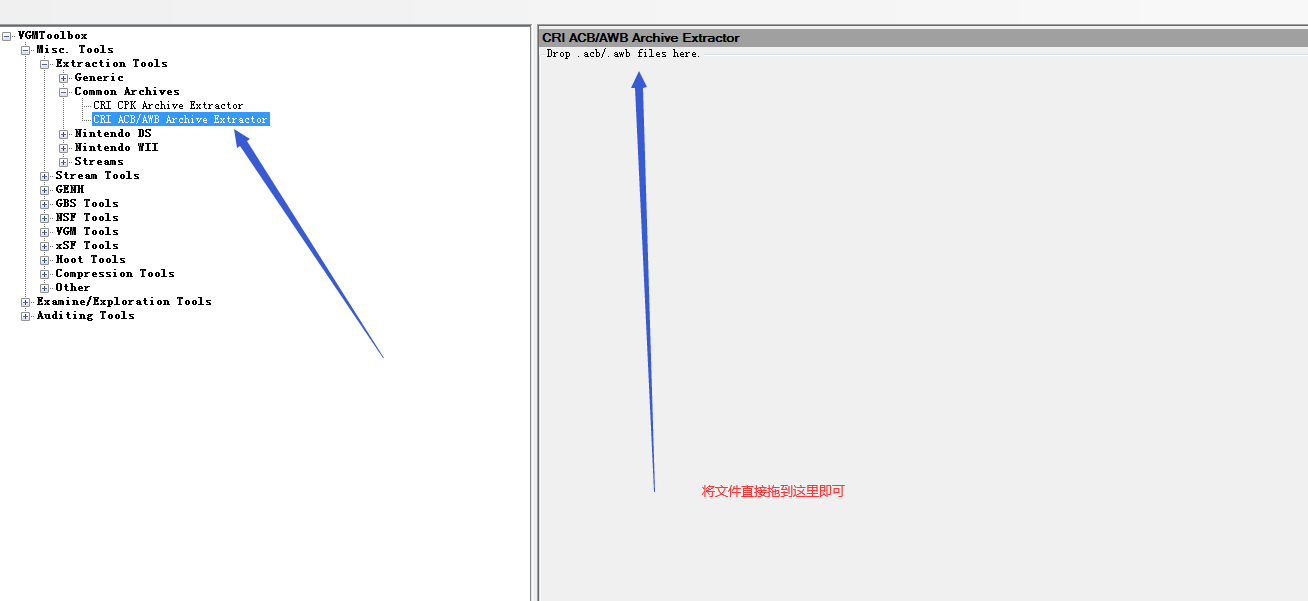 VGMToolbox
Misc. Tools
Extraction Tools
Generic
Common Archives
CRI CPK Archive Extractor
CRI ACB/AWB Archive Extractor
Nintendo DS
Nintendo WII
Streams
Stream Tools
GENH
GBS Tools
NSF Tools
VGM Tools
xSF Tools
Hoot Tools
Compression Tools
Other
Examine/Exploration Tools
Auditing Tools
CRI ACB/AWB Archive Extractor
Drop .acb/.awb files here.
将文件直接拖到这里即可